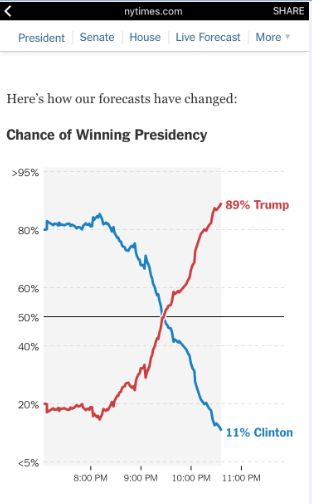 nytimes.com SHARE
President Senate House Live Forecast More
Here's how our forecasts have changed:
Chance of Winning Presidency
>95%
89% Trump
80%
60%
50%
40%
20%
11% Clinton
<5%
8:00 PM 9:00 PM 10:00 PM 11:00 PM